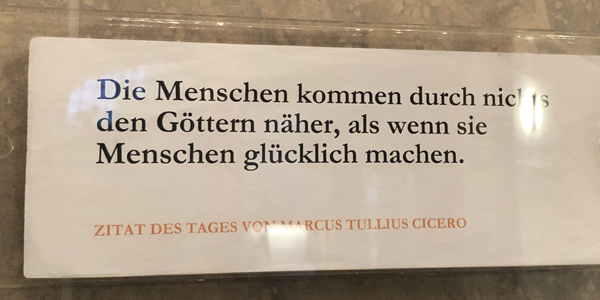 Die Menschen kommen durch nichts
den Göttern näher, als wenn sie
Menschen glücklich machen.
ZITAT DES TAGES VON MARCUS TULLIUS CICERO